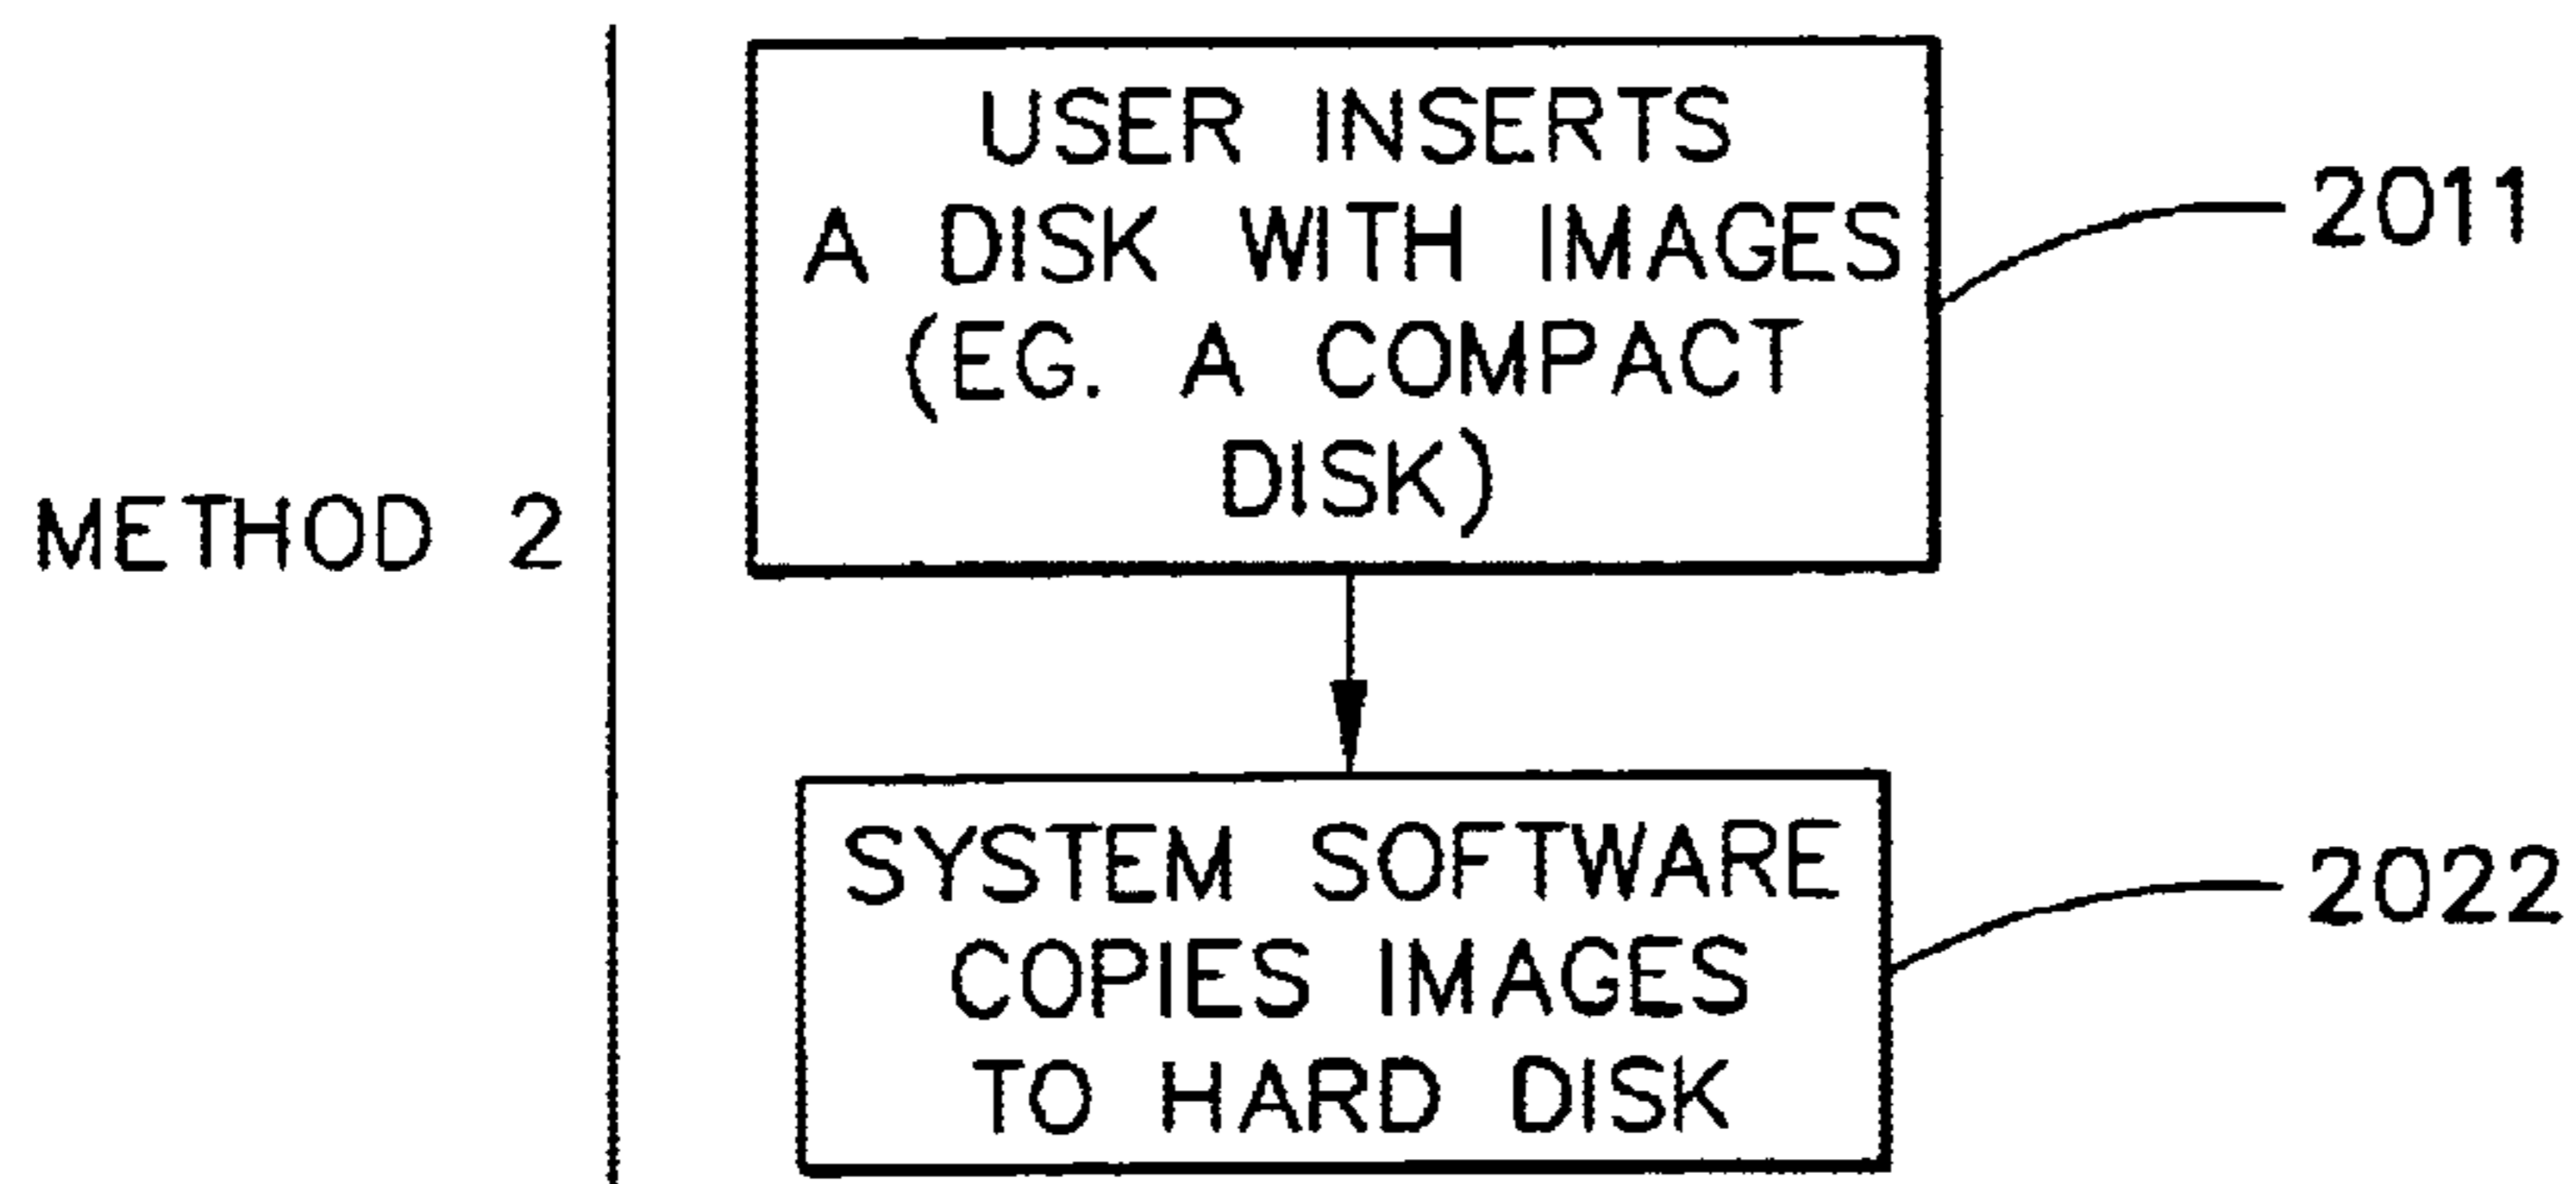 METHOD 2
USER INSERTS
A DISK WITH IMAGES
(EG. A COMPACT
DISK)
2011
SYSTEM SOFTWARE
COPIES IMAGES
TO HARD DISK
2022